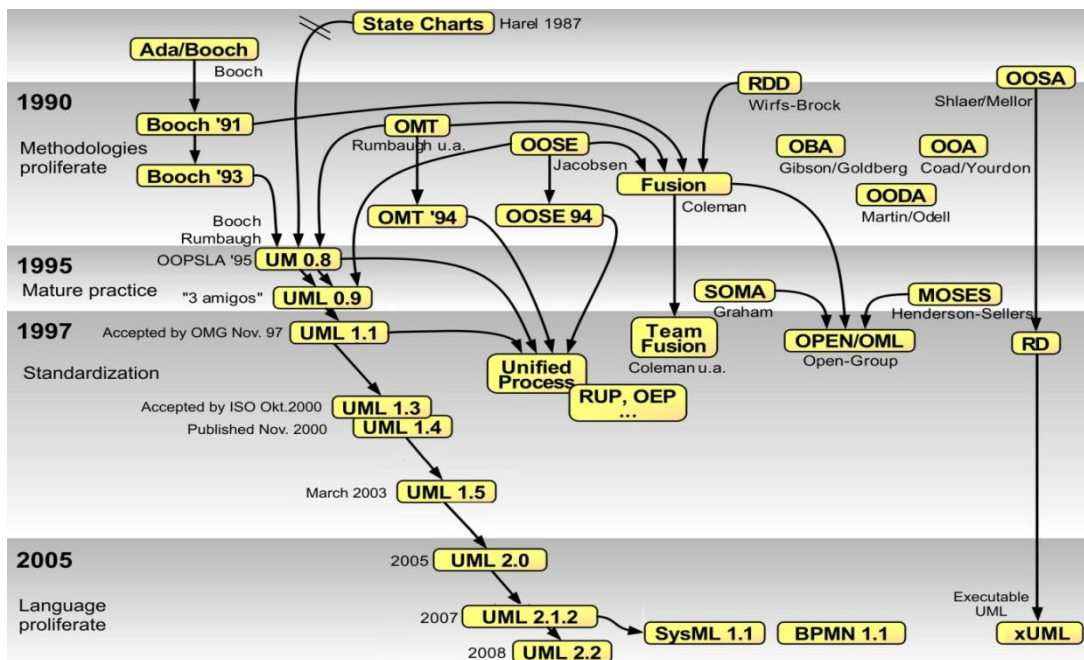 State Charts
Harel 1987
Ada/Booch
Booch
RDD
Wirfs-Brock
OOSA
Shlaer/Mellor
1990
Methodologies
proliferate
Booch '91
OMT
Rumbaugh u.a.
OOSE
Jacobsen
OBA
Gibson/Goldberg
OOA
Coad/Yourdon
Booch '93
Fusion
Coleman
OODA
Martin/Odell
OMT '94
OOSE 94
Booch
Rumbaugh
OOPSLA '95
UM 0.8
1995
Mature practice
"3 amigos"
UML 0.9
SOMA
Graham
MOSES
Henderson-Sellers
1997
Standardization
Accepted by OMG Nov. 97
UML 1.1
Team
Fusion
Coleman u.a.
OPEN/OML
Open-Group
RD
Unified
Process
RUP, OEP
...
Accepted by ISO Okt.2000
UML 1.3
Published Nov. 2000
UML 1.4
March 2003
UML 1.5
2005
Language
proliferate
2005
UML 2.0
2007
UML 2.1.2
SysML 1.1
BPMN 1.1
Executable
UML
xUML
2008
UML 2.2